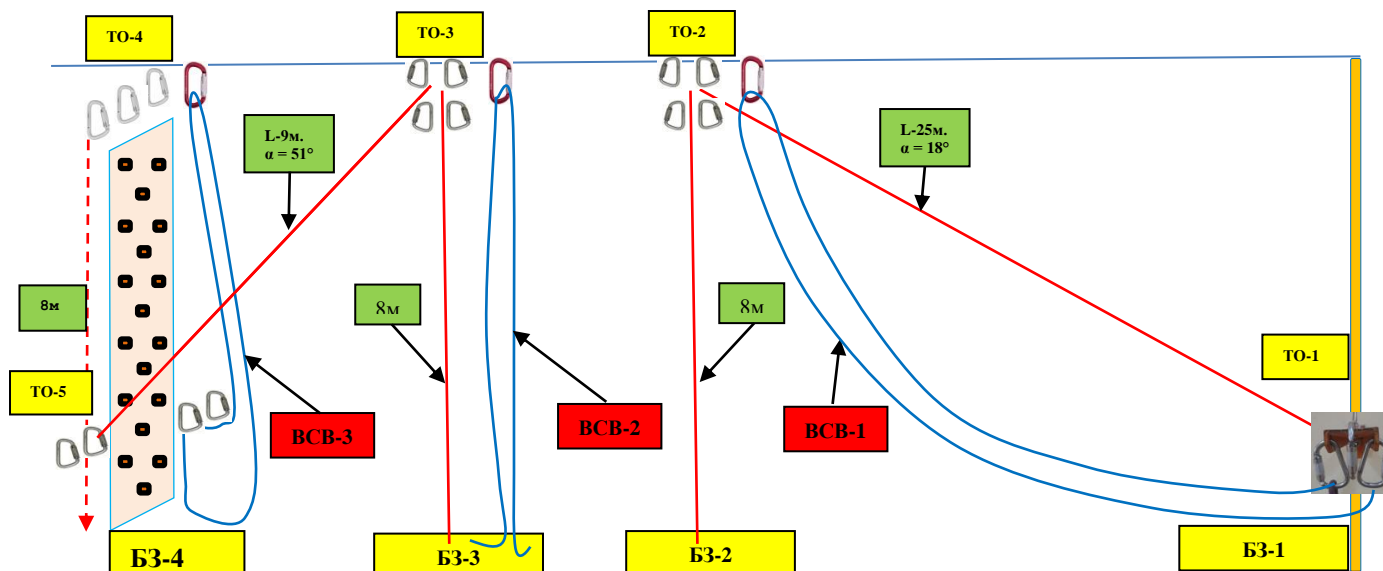 ТО-4
ТО-3
ТО-2
L-9м.
α = 51°
L-25м.
α = 18°
8м
8м
8м
ТО-1
ТО-5
ВСВ-3
ВСВ-2
ВСВ-1
БЗ-4
БЗ-3
БЗ-2
БЗ-1